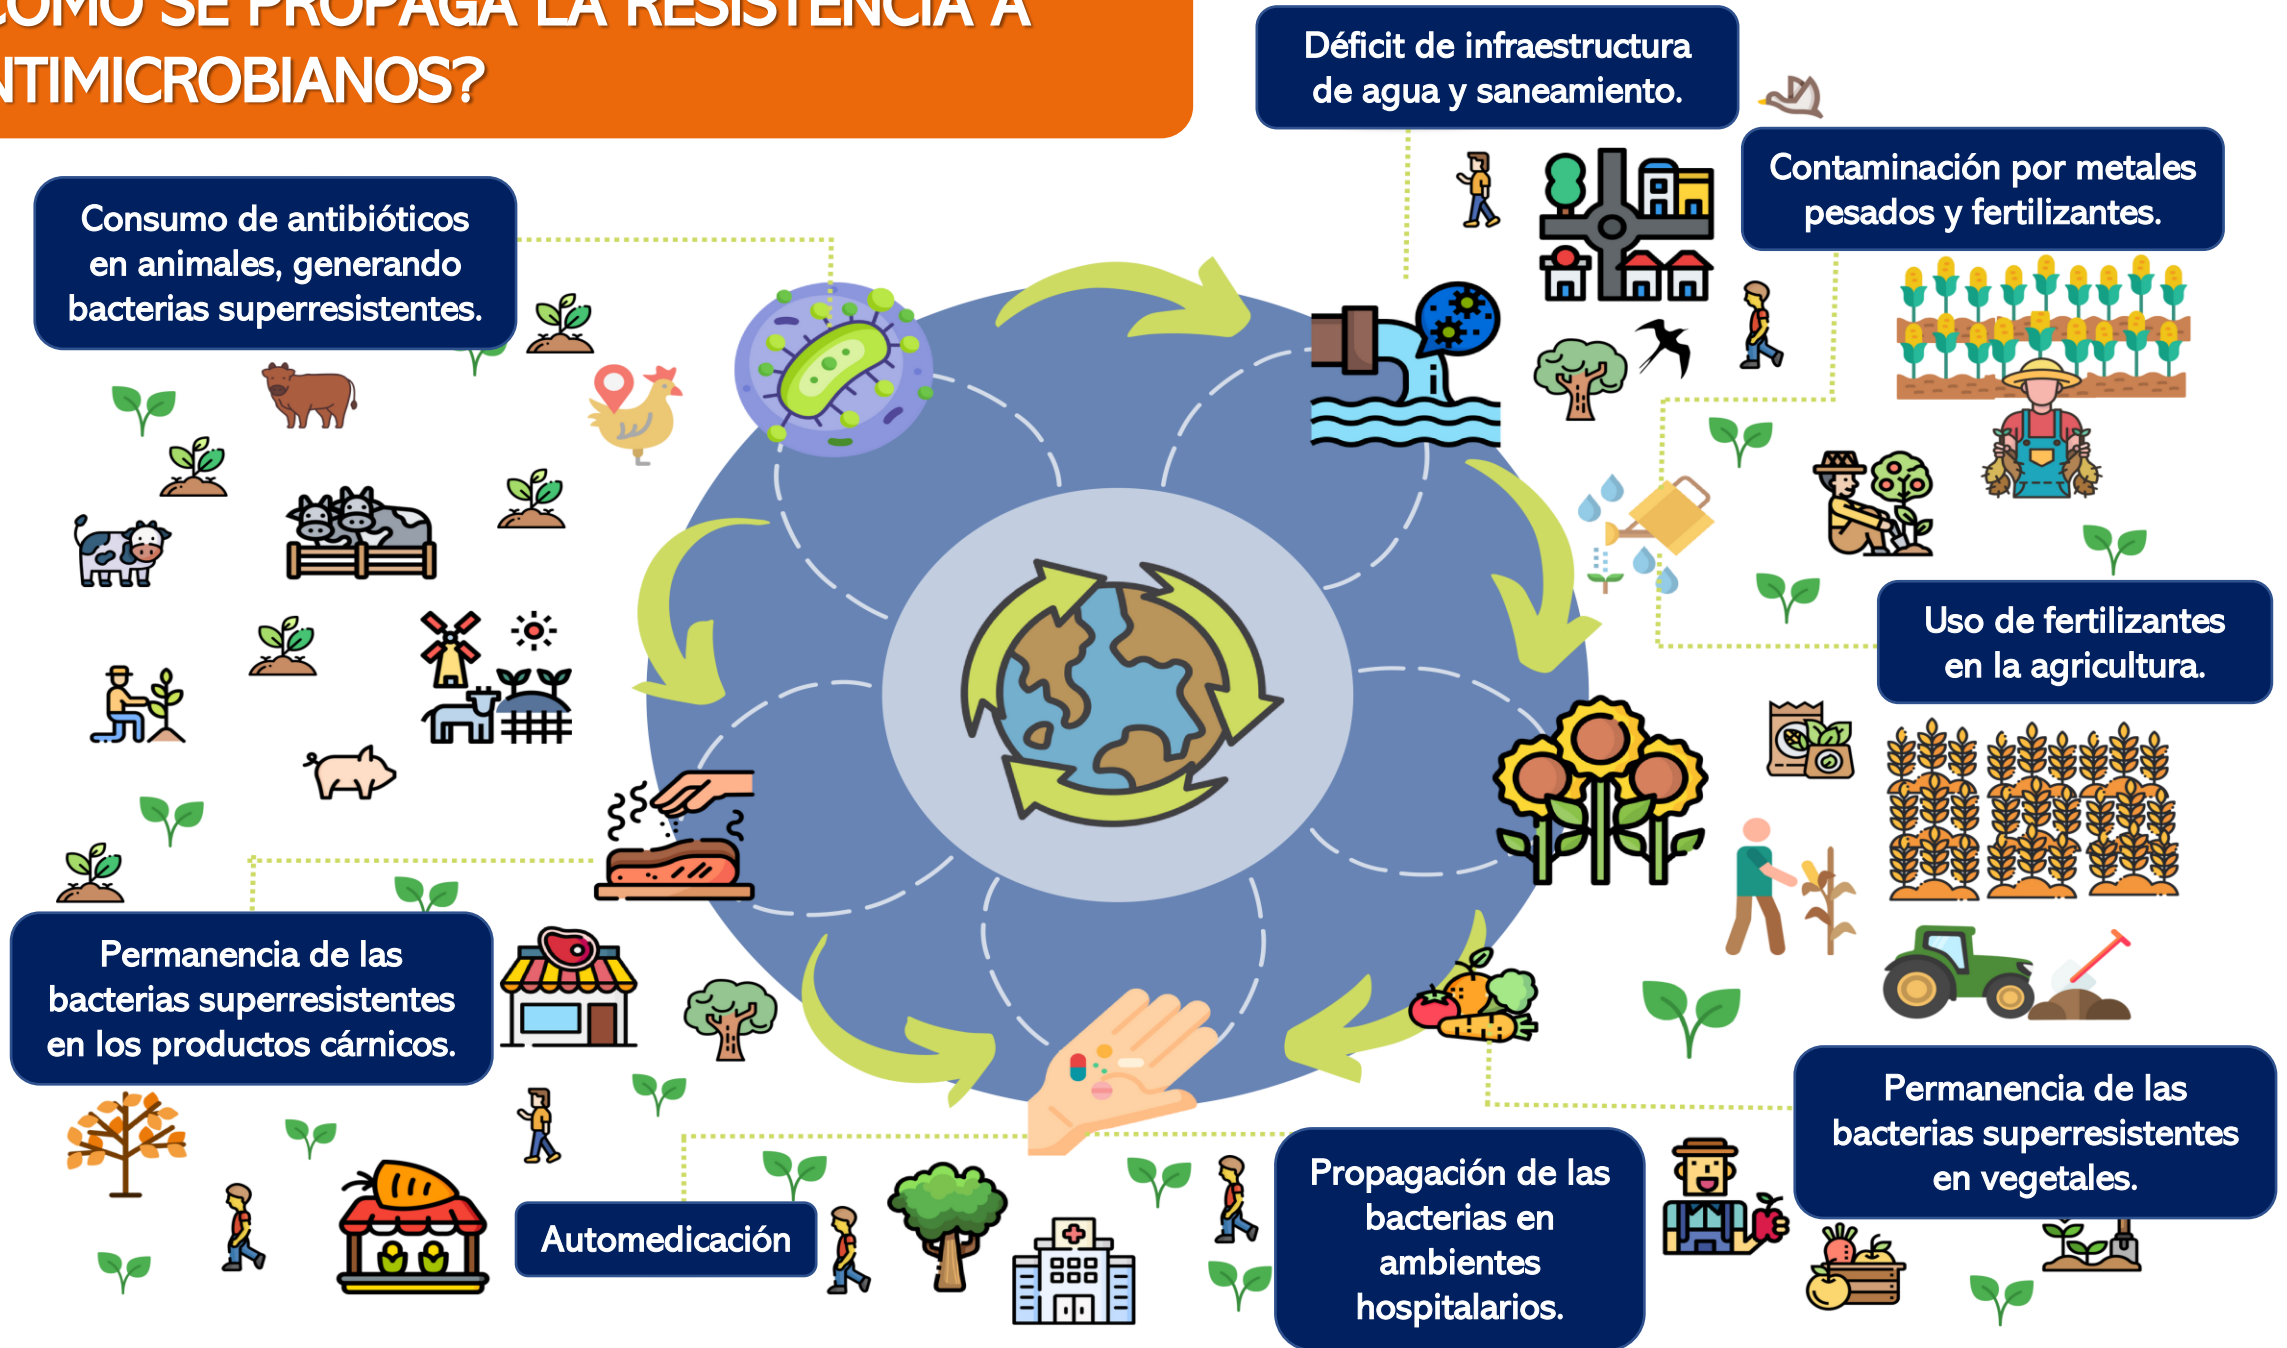 COMO SE PROPAGA LA RESISTENCIA A
NTIMICROBIANOS?
Déficit de infraestructura
de agua y saneamiento.
Contaminación por metales
pesados y fertilizantes.
Consumo de antibióticos
en animales, generando
bacterias superresistentes.
Uso de fertilizantes
en la agricultura.
Permanencia de las
bacterias superresistentes
en los productos cárnicos.
Permanencia de las
bacterias superresistentes
en vegetales.
Automedicación
Propagación de las
bacterias en
ambientes
hospitalarios.